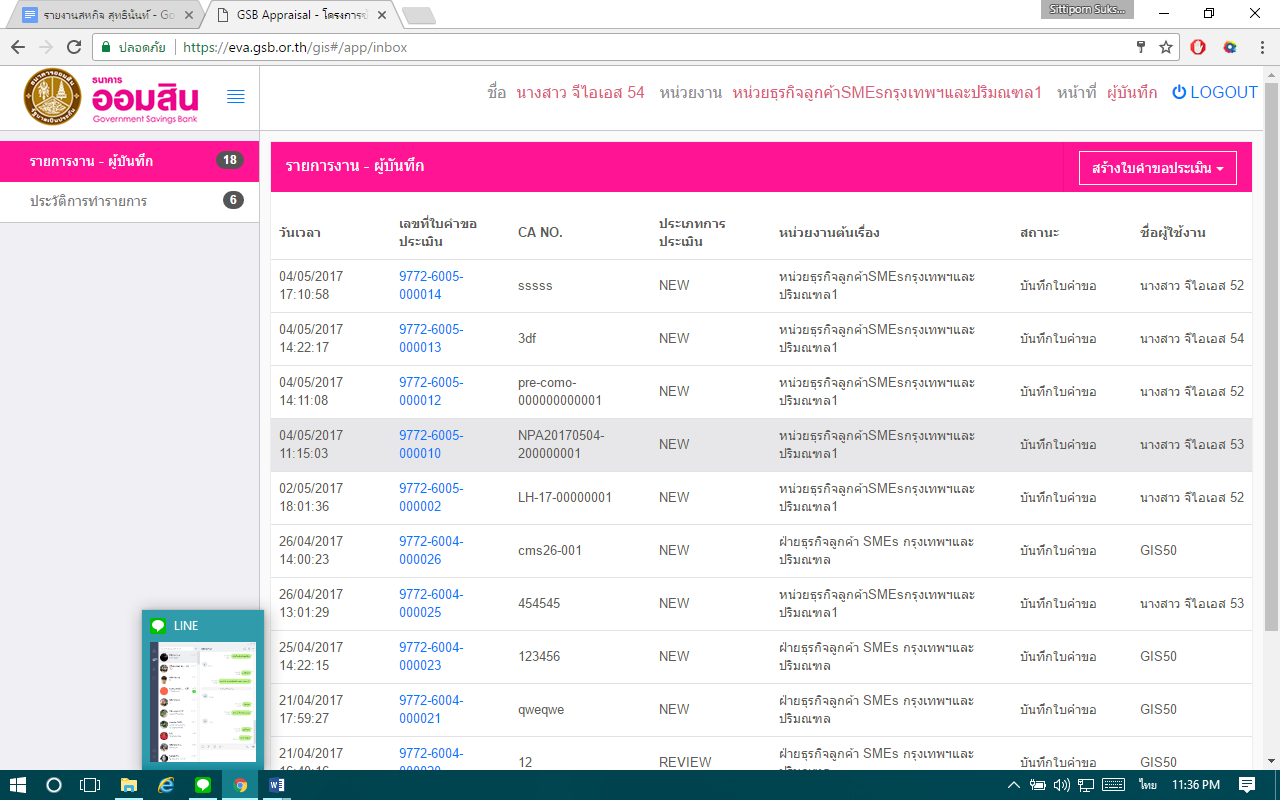 รายงานสหกิจ สุทธินันท์ - Go
GSB Appraisal - โครงการป
Sittiporn Suks...
ปลอดภัย
https://eva.gsb.or.th/gis#/app/inbox
ธนาคาร
ออมสิน
Government Savings Bank
ชื่อ นางสาว จีไอเอส 54 หน่วยงาน หน่วยธุรกิจลูกค้าSMEsกรุงเทพฯและปริมณฑล1 หน้าที่ ผู้บันทึก LOGOUT
รายการงาน - ผู้บันทึก 18
ประวัติการทำรายการ 6
รายการงาน - ผู้บันทึก
สร้างใบคำขอประเมิน
วันเวลา เลขที่ใบคำขอ CA NO. ประเภทการ หน่วยงานต้นเรื่อง สถานะ ชื่อผู้ใช้งาน
ประเมิน ประเมิน
04/05/2017 9772-6005- sssss NEW หน่วยธุรกิจลูกค้าSMEsกรุงเทพฯและ บันทึกใบคำขอ นางสาว จีไอเอส 52
17:10:58 000014 ปริมณฑล1
04/05/2017 9772-6005- 3df NEW หน่วยธุรกิจลูกค้าSMEsกรุงเทพฯและ บันทึกใบคำขอ นางสาว จีไอเอส 54
14:22:17 000013 ปริมณฑล1
04/05/2017 9772-6005- pre-como- NEW หน่วยธุรกิจลูกค้าSMEsกรุงเทพฯและ บันทึกใบคำขอ นางสาว จีไอเอส 52
14:11:08 000012 000000000001 ปริมณฑล1
04/05/2017 9772-6005- NPA20170504- NEW หน่วยธุรกิจลูกค้าSMEsกรุงเทพฯและ บันทึกใบคำขอ นางสาว จีไอเอส 53
11:15:03 000010 200000001 ปริมณฑล1
02/05/2017 9772-6005- LH-17-00000001 NEW หน่วยธุรกิจลูกค้าSMEsกรุงเทพฯและ บันทึกใบคำขอ นางสาว จีไอเอส 52
18:01:36 000002 ปริมณฑล1
26/04/2017 9772-6004- cms26-001 NEW ฝ่ายธุรกิจลูกค้า SMEs กรุงเทพฯและ บันทึกใบคำขอ GIS50
14:00:23 000026 ปริมณฑล
26/04/2017 9772-6004- 454545 NEW หน่วยธุรกิจลูกค้าSMEsกรุงเทพฯและ บันทึกใบคำขอ นางสาว จีไอเอส 53
13:01:29 000025 ปริมณฑล1
25/04/2017 9772-6004- 123456 NEW ฝ่ายธุรกิจลูกค้า SMEs กรุงเทพฯและ บันทึกใบคำขอ GIS50
14:22:15 000023 ปริมณฑล
21/04/2017 9772-6004- qweqwe NEW ฝ่ายธุรกิจลูกค้า SMEs กรุงเทพฯและ บันทึกใบคำขอ GIS50
17:59:27 000021 ปริมณฑล
21/04/2017 9772-6004- 12 REVIEW ฝ่ายธุรกิจลูกค้า SMEs กรุงเทพฯและ บันทึกใบคำขอ GIS50
LINE
ไทย 11:36 PM